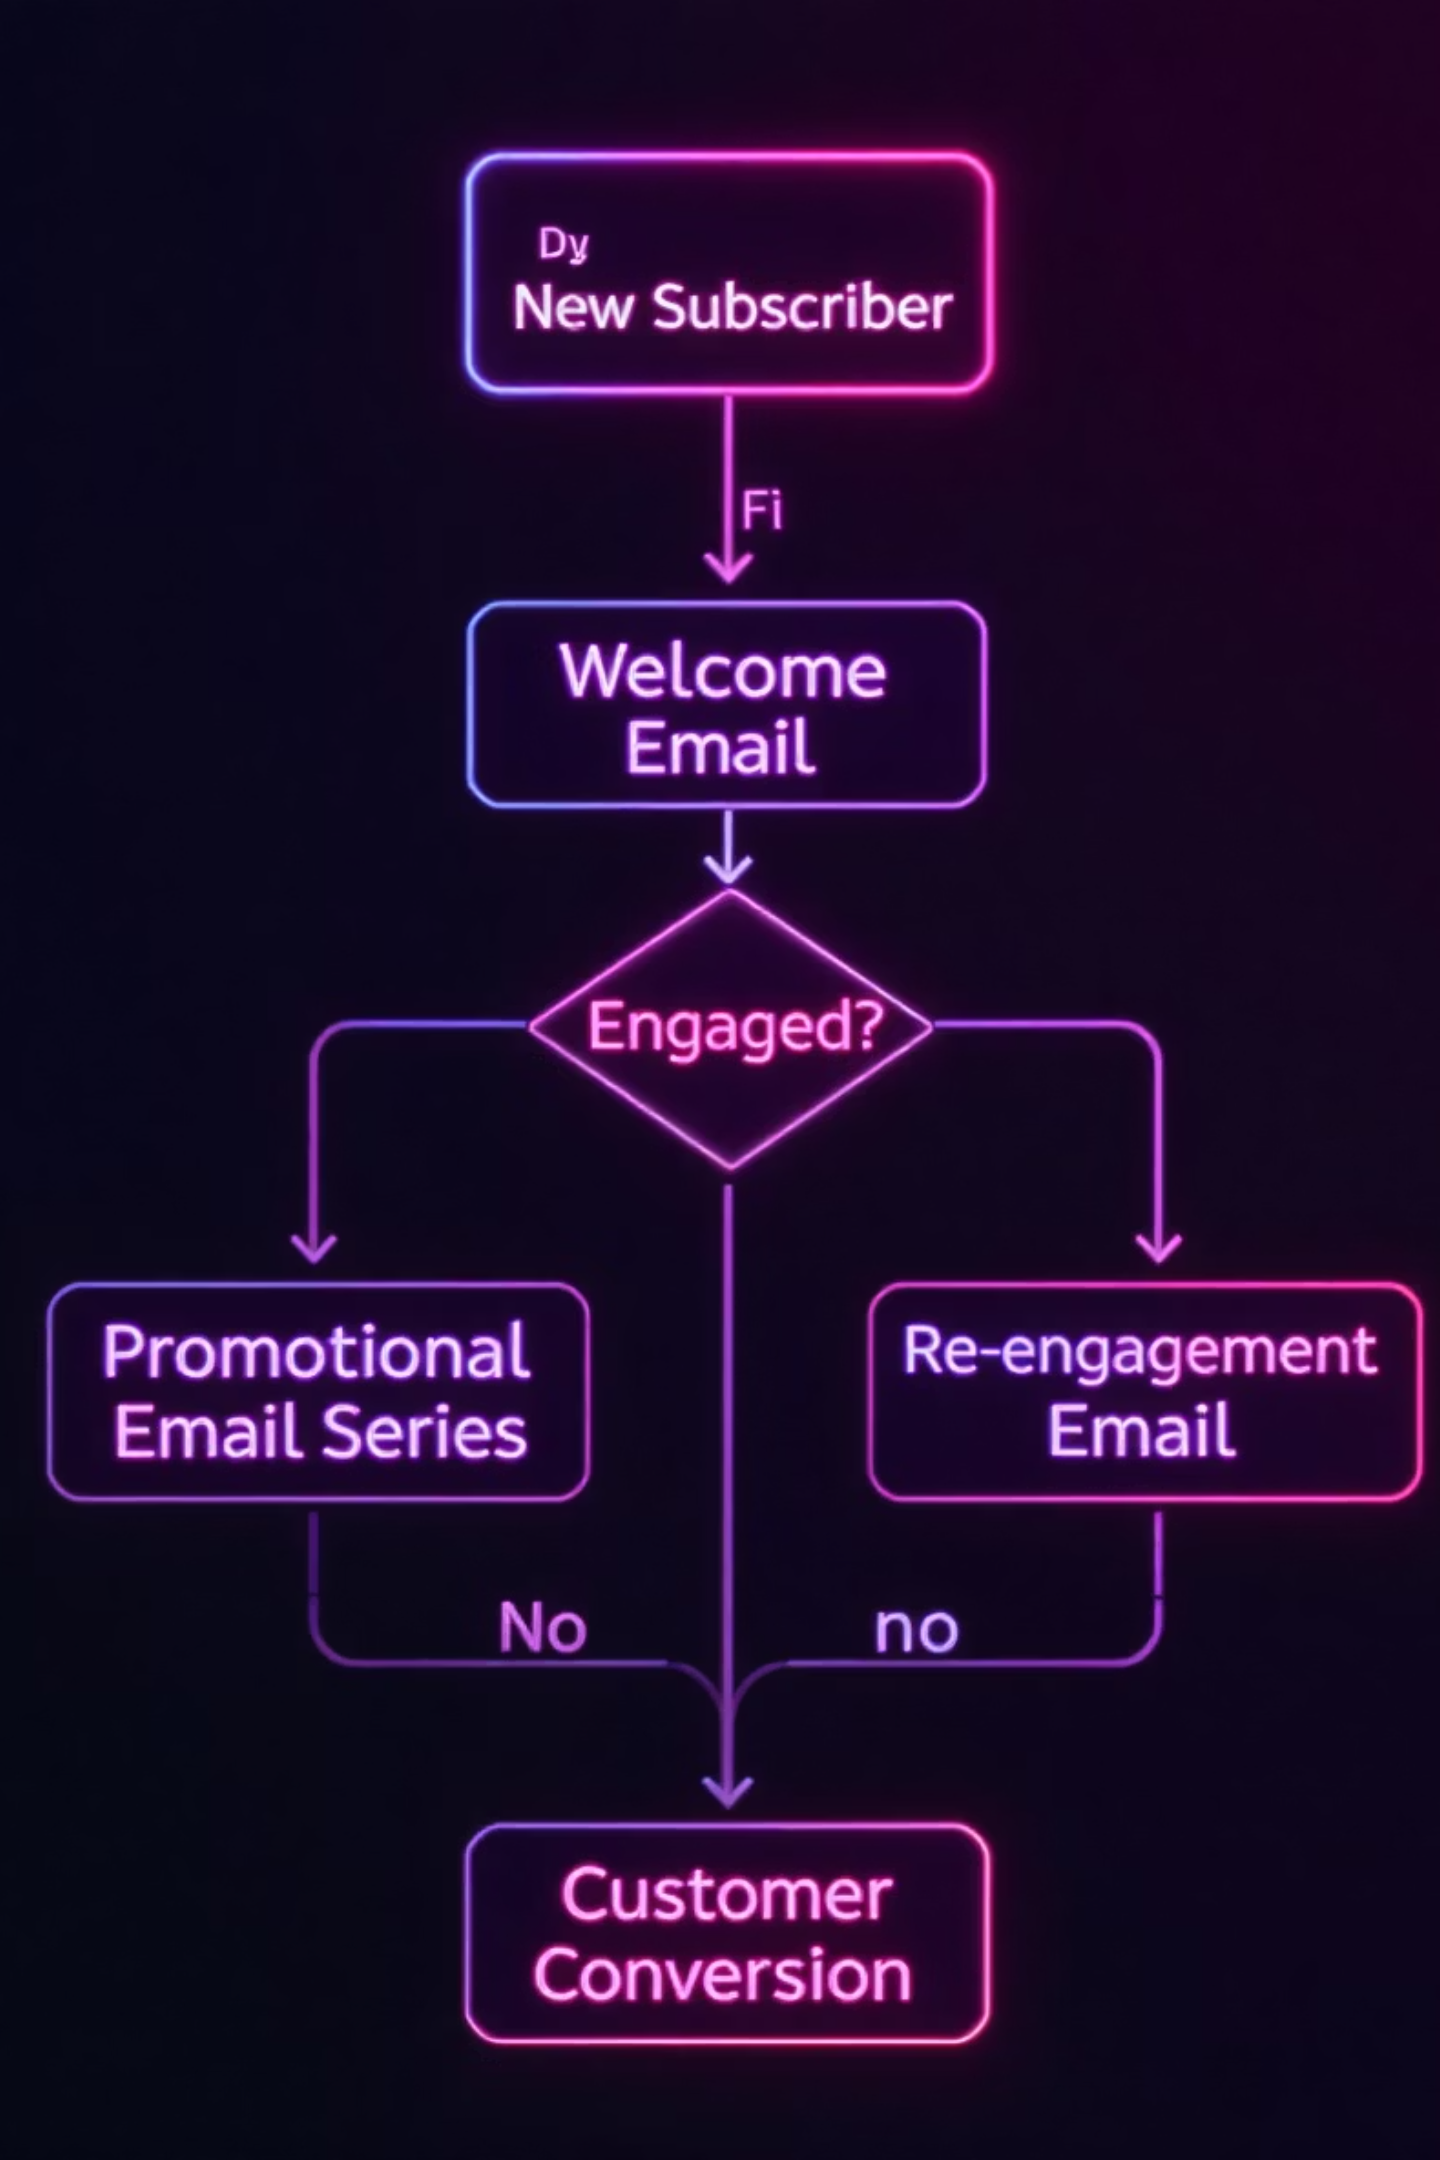 Dy
New Subscriber
Fi
Welcome
Email
Engaged?
Promotional
Email Series
Re-engagement
Email
No
no
Customer
Conversion